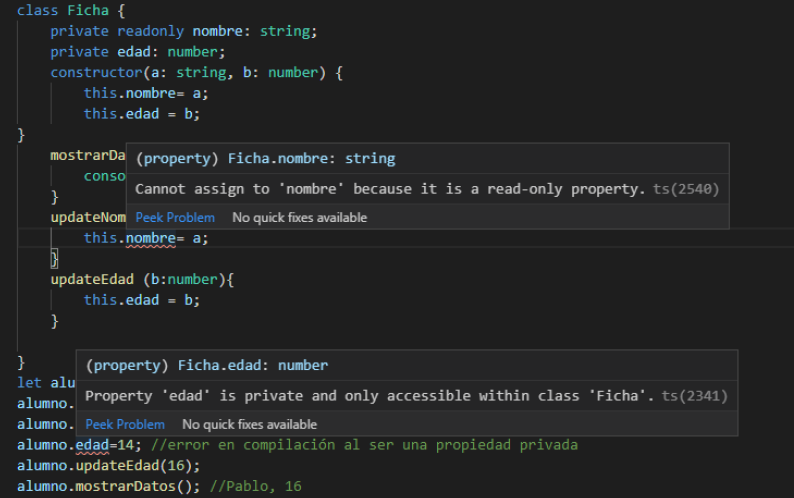 class Ficha {
private readonly nombre: string;
private edad: number;
constructor(a: string, b: number) {
this.nombre= a;
this.edad = b;
}
mostrarDa
(property) Ficha.nombre: string
conso
Cannot assign to 'nombre' because it is a read-only property. ts(2540)
}
updateNom
Peek Problem No quick fixes available
this.nombre= a;
}
updateEdad (b:number){
this.edad = b;
}
}
(property) Ficha.edad: number
let alu
Property 'edad' is private and only accessible within class 'Ficha'. ts(2341)
alumno.
alumno.
Peek Problem No quick fixes available
alumno.edad=14; //error en compilación al ser una propiedad privada
alumno.updateEdad(16);
alumno.mostrarDatos(); //Pablo, 16